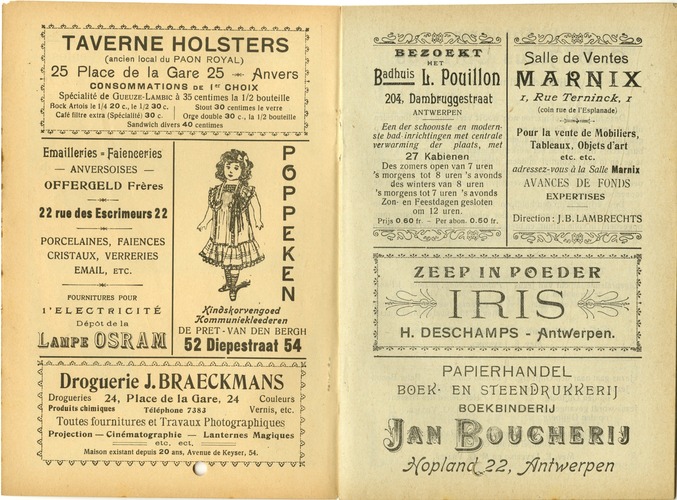 TAVERNE HOLSTERS
(ancien local du PAON ROYAL)
25 Place de la Gare 25 Anvers
CONSOMMATIONS DE 1er CHOIX
Spécialité de GUEUZE-LAMBIC à 35 centimes la 1/2 bouteille
Bock Artois le 1/4 20 c., le 1/2 30 c. Stout 30 centimes le verre
Café filtre extra (Spécialité) 30 c. Orge double 30 c., la 1/2 bouteille
Sandwich divers 40 centimes
Emailleries - Faienceries
— ANVERSOISES —
OFFERGELD Frères
22 rue des Escrimeurs 22
PORCELAINES, FAIENCES
CRISTAUX, VERRERIES
EMAIL, ETC.
FOURNITURES POUR
l'ELECTRICITÉ
Dépôt de la
LAMPE OSRAM
POPPEKEN
Kindskorvengoed
Kommuniekleederen
DE PRET-VAN DEN BERGH
52 Diepestraat 54
Droguerie J. BRAECKMANS
Drogueries 24, Place de la Gare, 24 Couleurs
Produits chimiques Téléphone 7383 Vernis, etc.
Toutes fournitures et Travaux Photographiques
Projection — Cinématographie — Lanternes Magiques
etc. ect.
Maison existant depuis 20 ans, Avenue de Keyser, 54.
BEZOEKT
HET
Badhuis L. Pouillon
204, Dambruggestraat
ANTWERPEN
Een der schoonste en modern-
ste bad-inrichtingen met centrale
verwarming der plaats, met
27 Kabienen
Des zomers open van 7 uren
's morgens tot 8 uren 's avonds
des winters van 8 uren
's morgens tot 7 uren 's avonds
Zon- en Feestdagen gesloten
om 12 uren.
Prijs 0.60 fr. – Per abon. 0.50 fr.
Salle de Ventes
MARNIX
1, Rue Terninck, 1
(coin rue de l'Esplanade)
Pour la vente de Mobiliers,
Tableaux, Objets d'art
etc. etc.
adressez-vous à la Salle Marnix
AVANCES DE FONDS
EXPERTISES
Direction: J.B. LAMBRECHTS
ZEEP IN POEDER
IRIS
H. DESCHAMPS - Antwerpen.
PAPIERHANDEL
BOEK- EN STEENDRUKKERIJ
BOEKBINDERIJ
JAN BOUCHERIJ
Hopland 22, Antwerpen